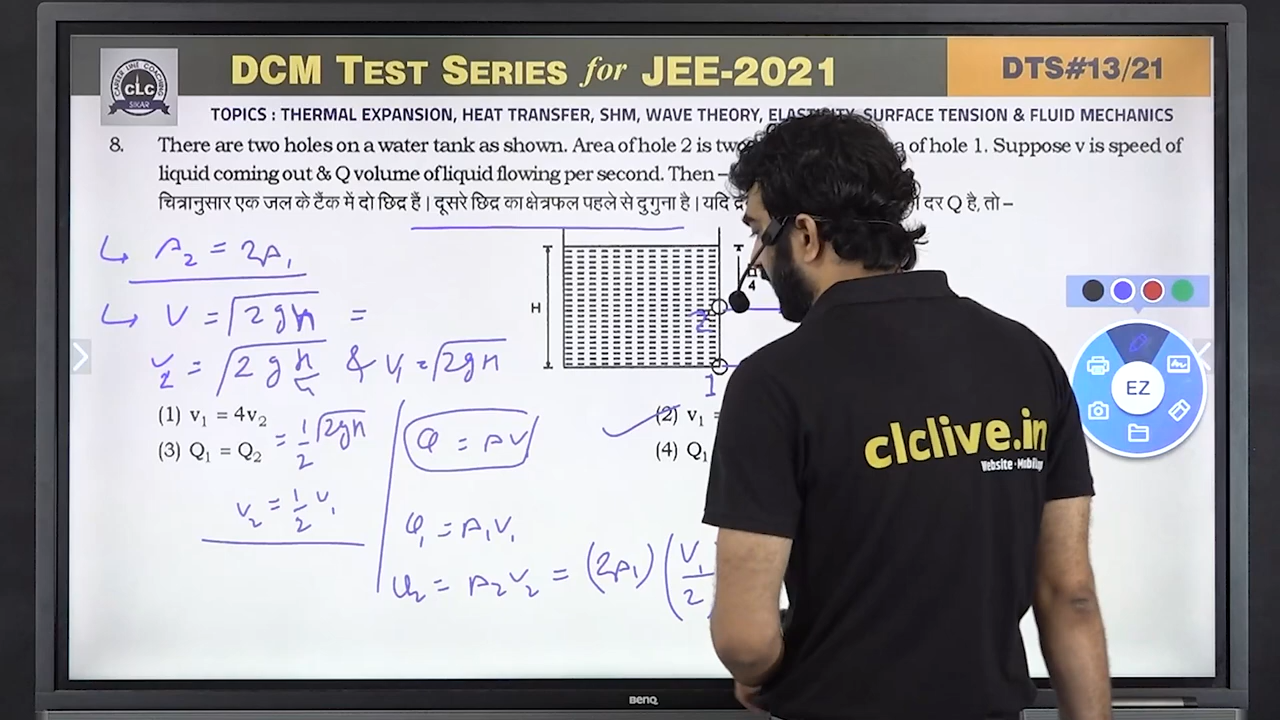 CAREER LINE COACHING
CLC
SIKAR
DCM TEST SERIES for JEE-2021
DTS#13/21
TOPICS : THERMAL EXPANSION, HEAT TRANSFER, SHM, WAVE THEORY, SURFACE TENSION & FLUID MECHANICS
8. There are two holes on a water tank as shown. Area of hole 2 is of hole 1. Suppose v is speed of
liquid coming out & Q volume of liquid flowing per second. Then –
चित्रानुसार एक जल के टैंक में दो छिद्र हैं। दूसरे छिद्र का क्षेत्रफल पहले से दुगुना है। यदि दर Q है, तो –
↳ A₂ = 2A₁
↳ V = √2gh =
V₂ = √2g h/4 & V₁ = √2gh
H
4
2
1
(1) v₁ = 4v₂
(2) v₁ =
(3) Q₁ = Q₂
(4) Q₁
= 1/2 √2gh
V₂ = 1/2 V₁
Q = AV
Q₁ = A₁V₁
Q₂ = A₂V₂ = (2A₁) (V₁/2
EZ
clclive.in
BenQ